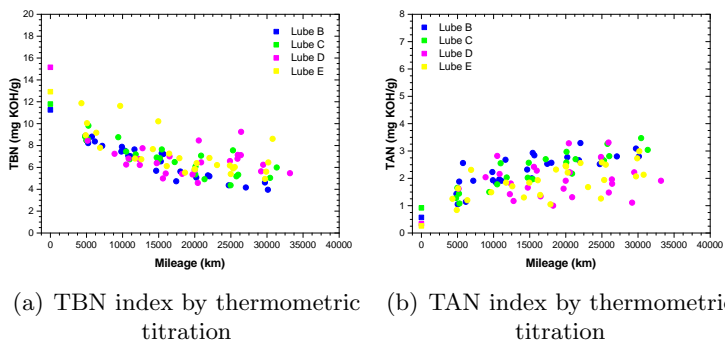 20
18
16
14
12
10
8
6
4
2
0
TBN (mg KOH/g)
Lube B
Lube C
Lube D
Lube E
0 5000 10000 15000 20000 25000 30000 35000 40000
Mileage (km)
8
7
6
5
4
3
2
1
0
TAN (mg KOH/g)
Lube B
Lube C
Lube D
Lube E
0 5000 10000 15000 20000 25000 30000 35000 40000
Mileage (km)
(a) TBN index by thermometric
titration
(b) TAN index by thermometri
titration